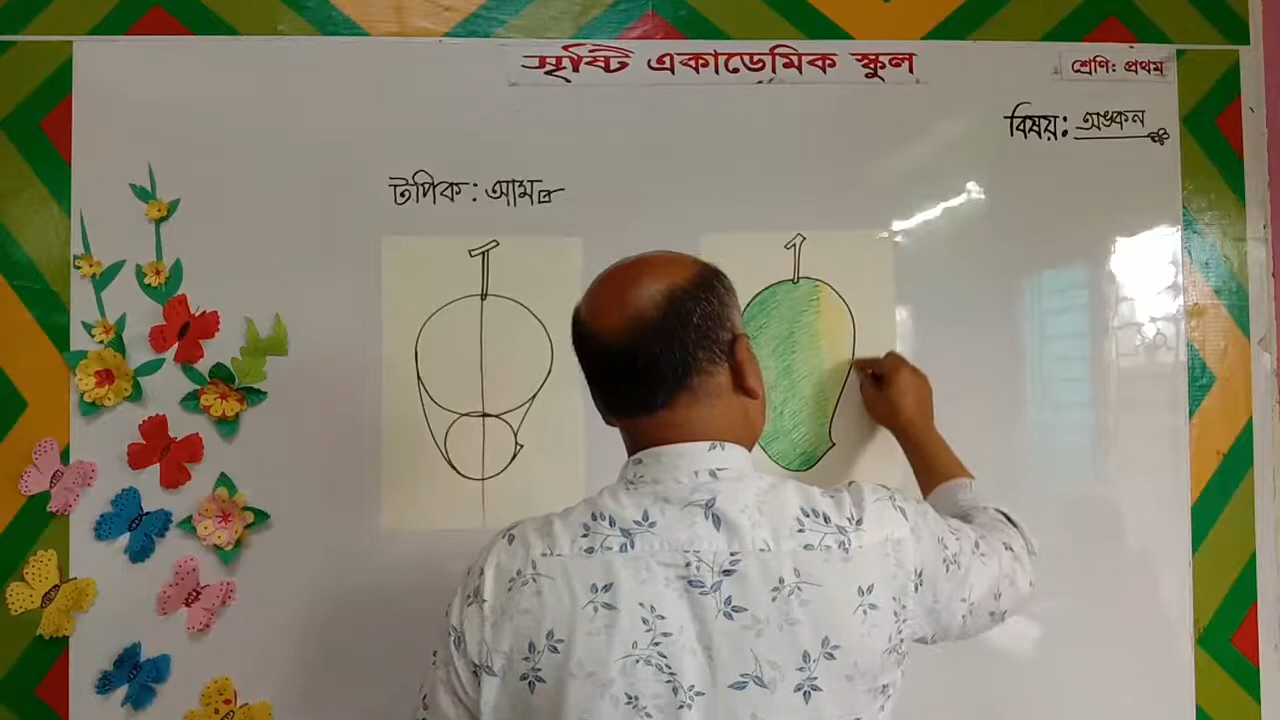 সৃষ্টি একাডেমিক স্কুল
শ্রেণি: প্রথম
বিষয়: অঙ্কন
টপিক: আম